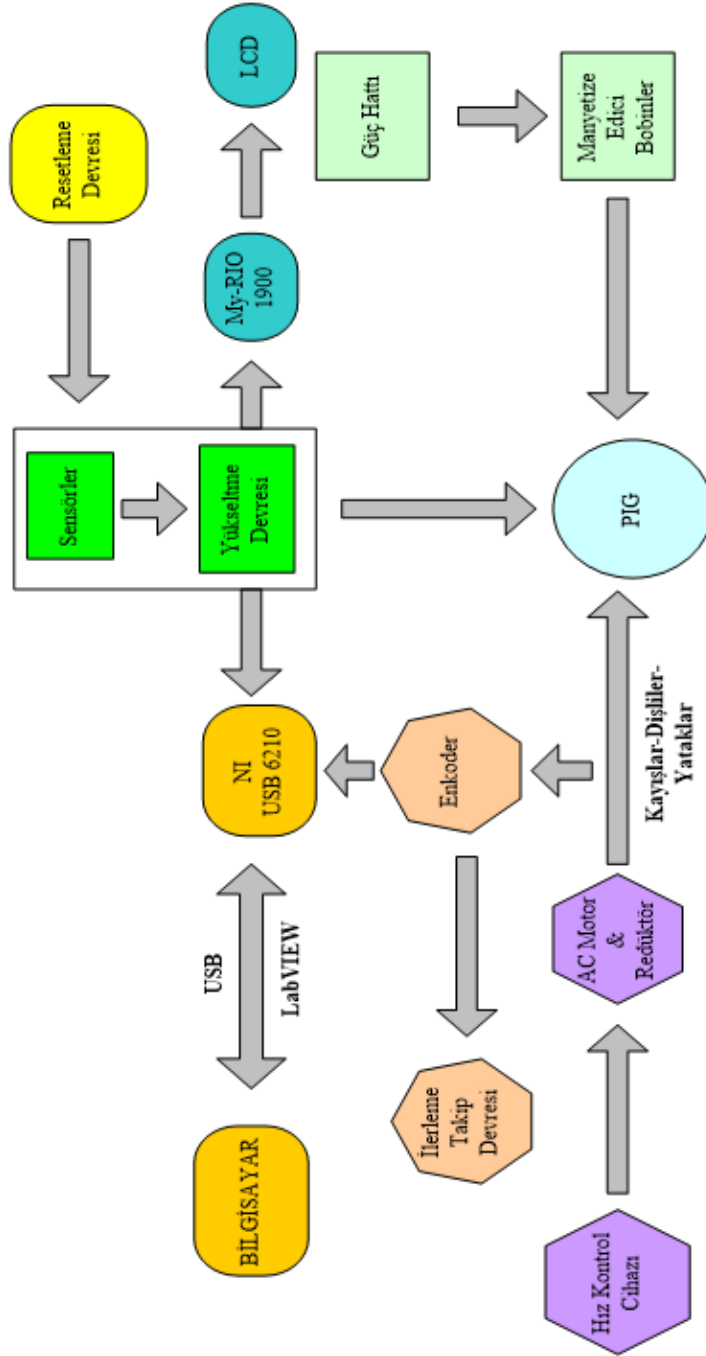 Sensörler
Resetleme
Devresi
BİLGİSAYAR
USB
LabVIEW
NI
USB 6210
Yükseltme
Devresi
My-RIO
1900
LCD
Güç Hattı
İlerleme
Takip
Devresi
Enkoder
Hız Kontrol
Cihazı
AC Motor
&
Redüktör
Kayışlar-Dişliler-
Yataklar
PIG
Manyetize
Edici
Bobinler